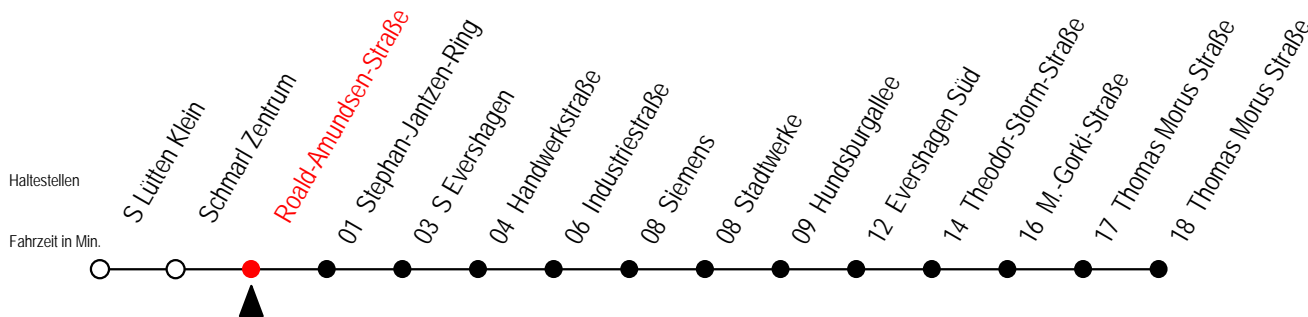 Haltestellen
Fahrzeit in Min.
S Lütten Klein
Schmarl Zentrum
Roald-Amundsen-Straße
01 Stephan-Jantzen-Ring
03 S Evershagen
04 Handwerkstraße
06 Industriestraße
08 Siemens
08 Stadtwerke
09 Hundsburgallee
12 Evershagen Süd
14 Theodor-Storm-Straße
16 M.-Gorki-Straße
17 Thomas Morus Straße
18 Thomas Morus Straße